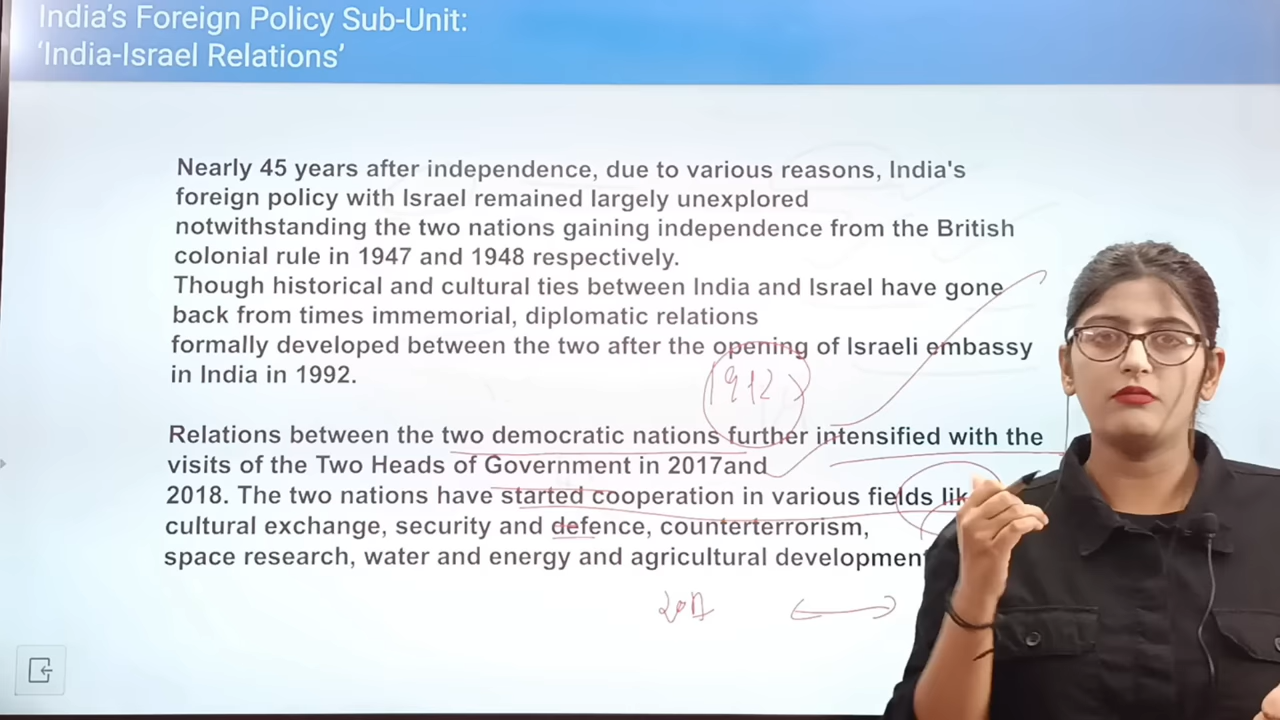 India's Foreign Policy Sub-Unit:
'India-Israel Relations'
Nearly 45 years after independence, due to various reasons, India's
foreign policy with Israel remained largely unexplored
notwithstanding the two nations gaining independence from the British
colonial rule in 1947 and 1948 respectively.
Though historical and cultural ties between India and Israel have gone
back from times immemorial, diplomatic relations
formally developed between the two after the opening of Israeli embassy
in India in 1992.
Relations between the two democratic nations further intensified with the
visits of the Two Heads of Government in 2017and
2018. The two nations have started cooperation in various fields lik
cultural exchange, security and defence, counterterrorism,
space research, water and energy and agricultural developmen